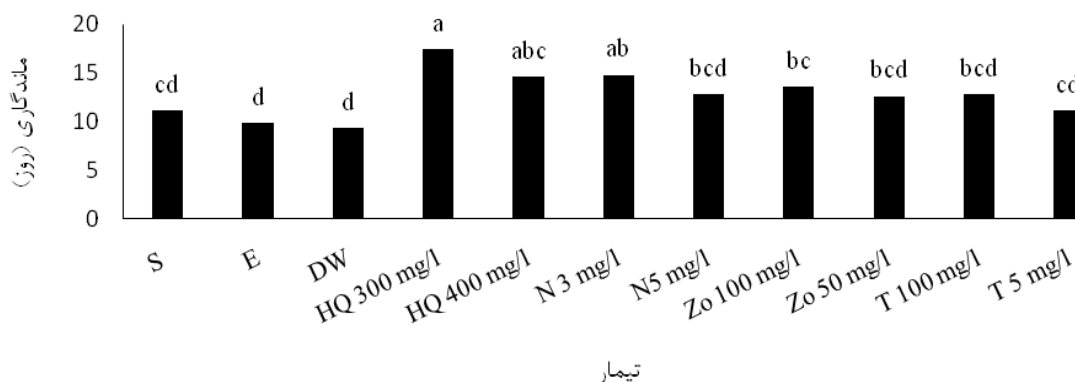 ماندگاری (روز)
20
15
10
5
0
cd
d
d
a
abc
ab
bcd
bc
bcd
bcd
cd
S
E
DW
HQ 300 mg/l
HQ 400 mg/l
N 3 mg/l
N5 mg/l
Zo 100 mg/l
Zo 50 mg/l
T 100 mg/l
T 5 mg/l
تیمار